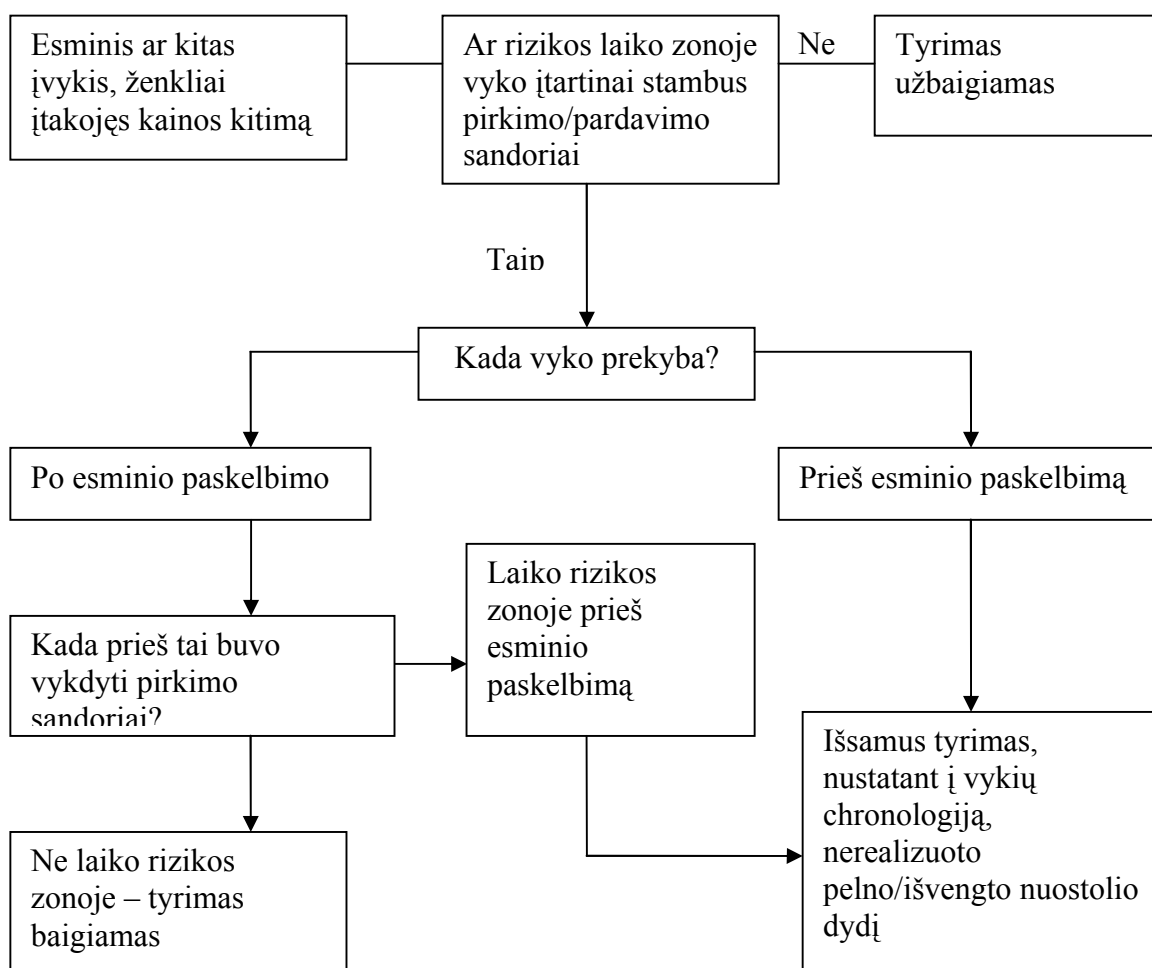 Esminis ar kitas
įvykis, ženkliai
įtakojęs kainos kitimą
Ar rizikos laiko zonoje
vyko įtartinai stambus
pirkimo/pardavimo
sandoriai
Ne
Tyrimas
užbaigiamas
Taip
Kada vyko prekyba?
Po esminio paskelbimo
Prieš esminio paskelbimą
Kada prieš tai buvo
vykdyti pirkimo
sandoriai?
Laiko rizikos
zonoje prieš
esminio
paskelbimą
Ne laiko rizikos
zonoje – tyrimas
baigiamas
Išsamus tyrimas,
nustatant į vykių
chronologiją,
nerealizuoto
pelno/išvengto nuostolio
dydį